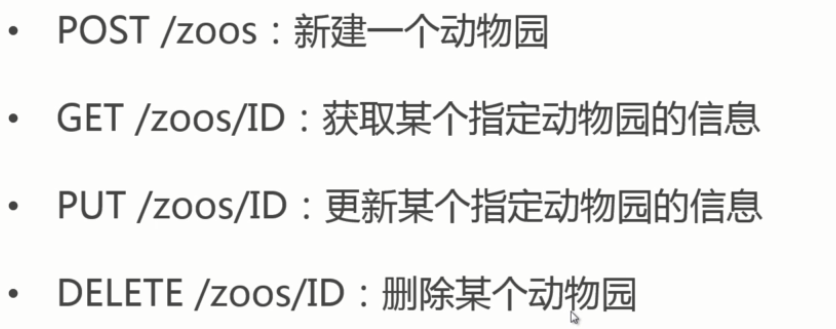 • POST /zoos：新建一个动物园
• GET /zoos/ID：获取某个指定动物园的信息
• PUT /zoos/ID：更新某个指定动物园的信息
• DELETE /zoos/ID：删除某个动物园